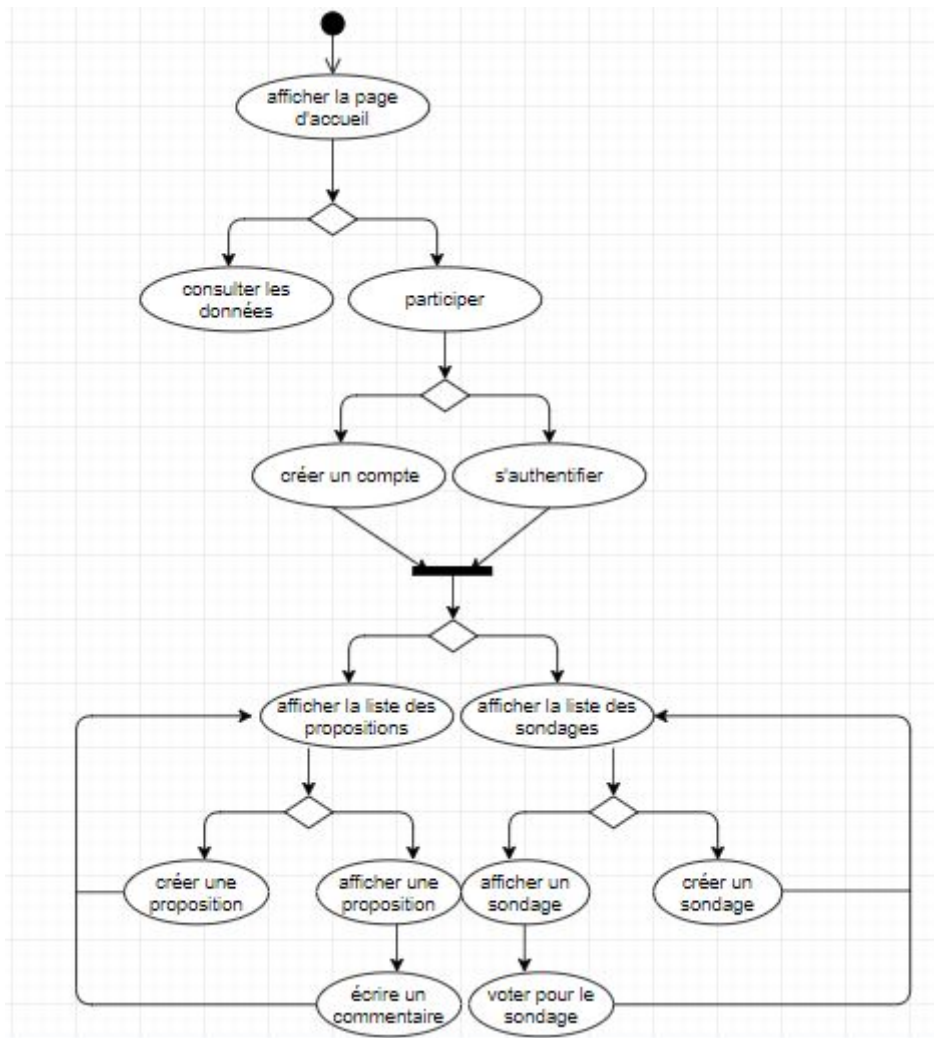 afficher la page
d'accueil
consulter les
données
participer
créer un compte
s'authentifier
afficher la liste des
propositions
afficher la liste des
sondages
créer une
proposition
afficher une
proposition
afficher un
sondage
créer un
sondage
écrire un
commentaire
voter pour le
sondage